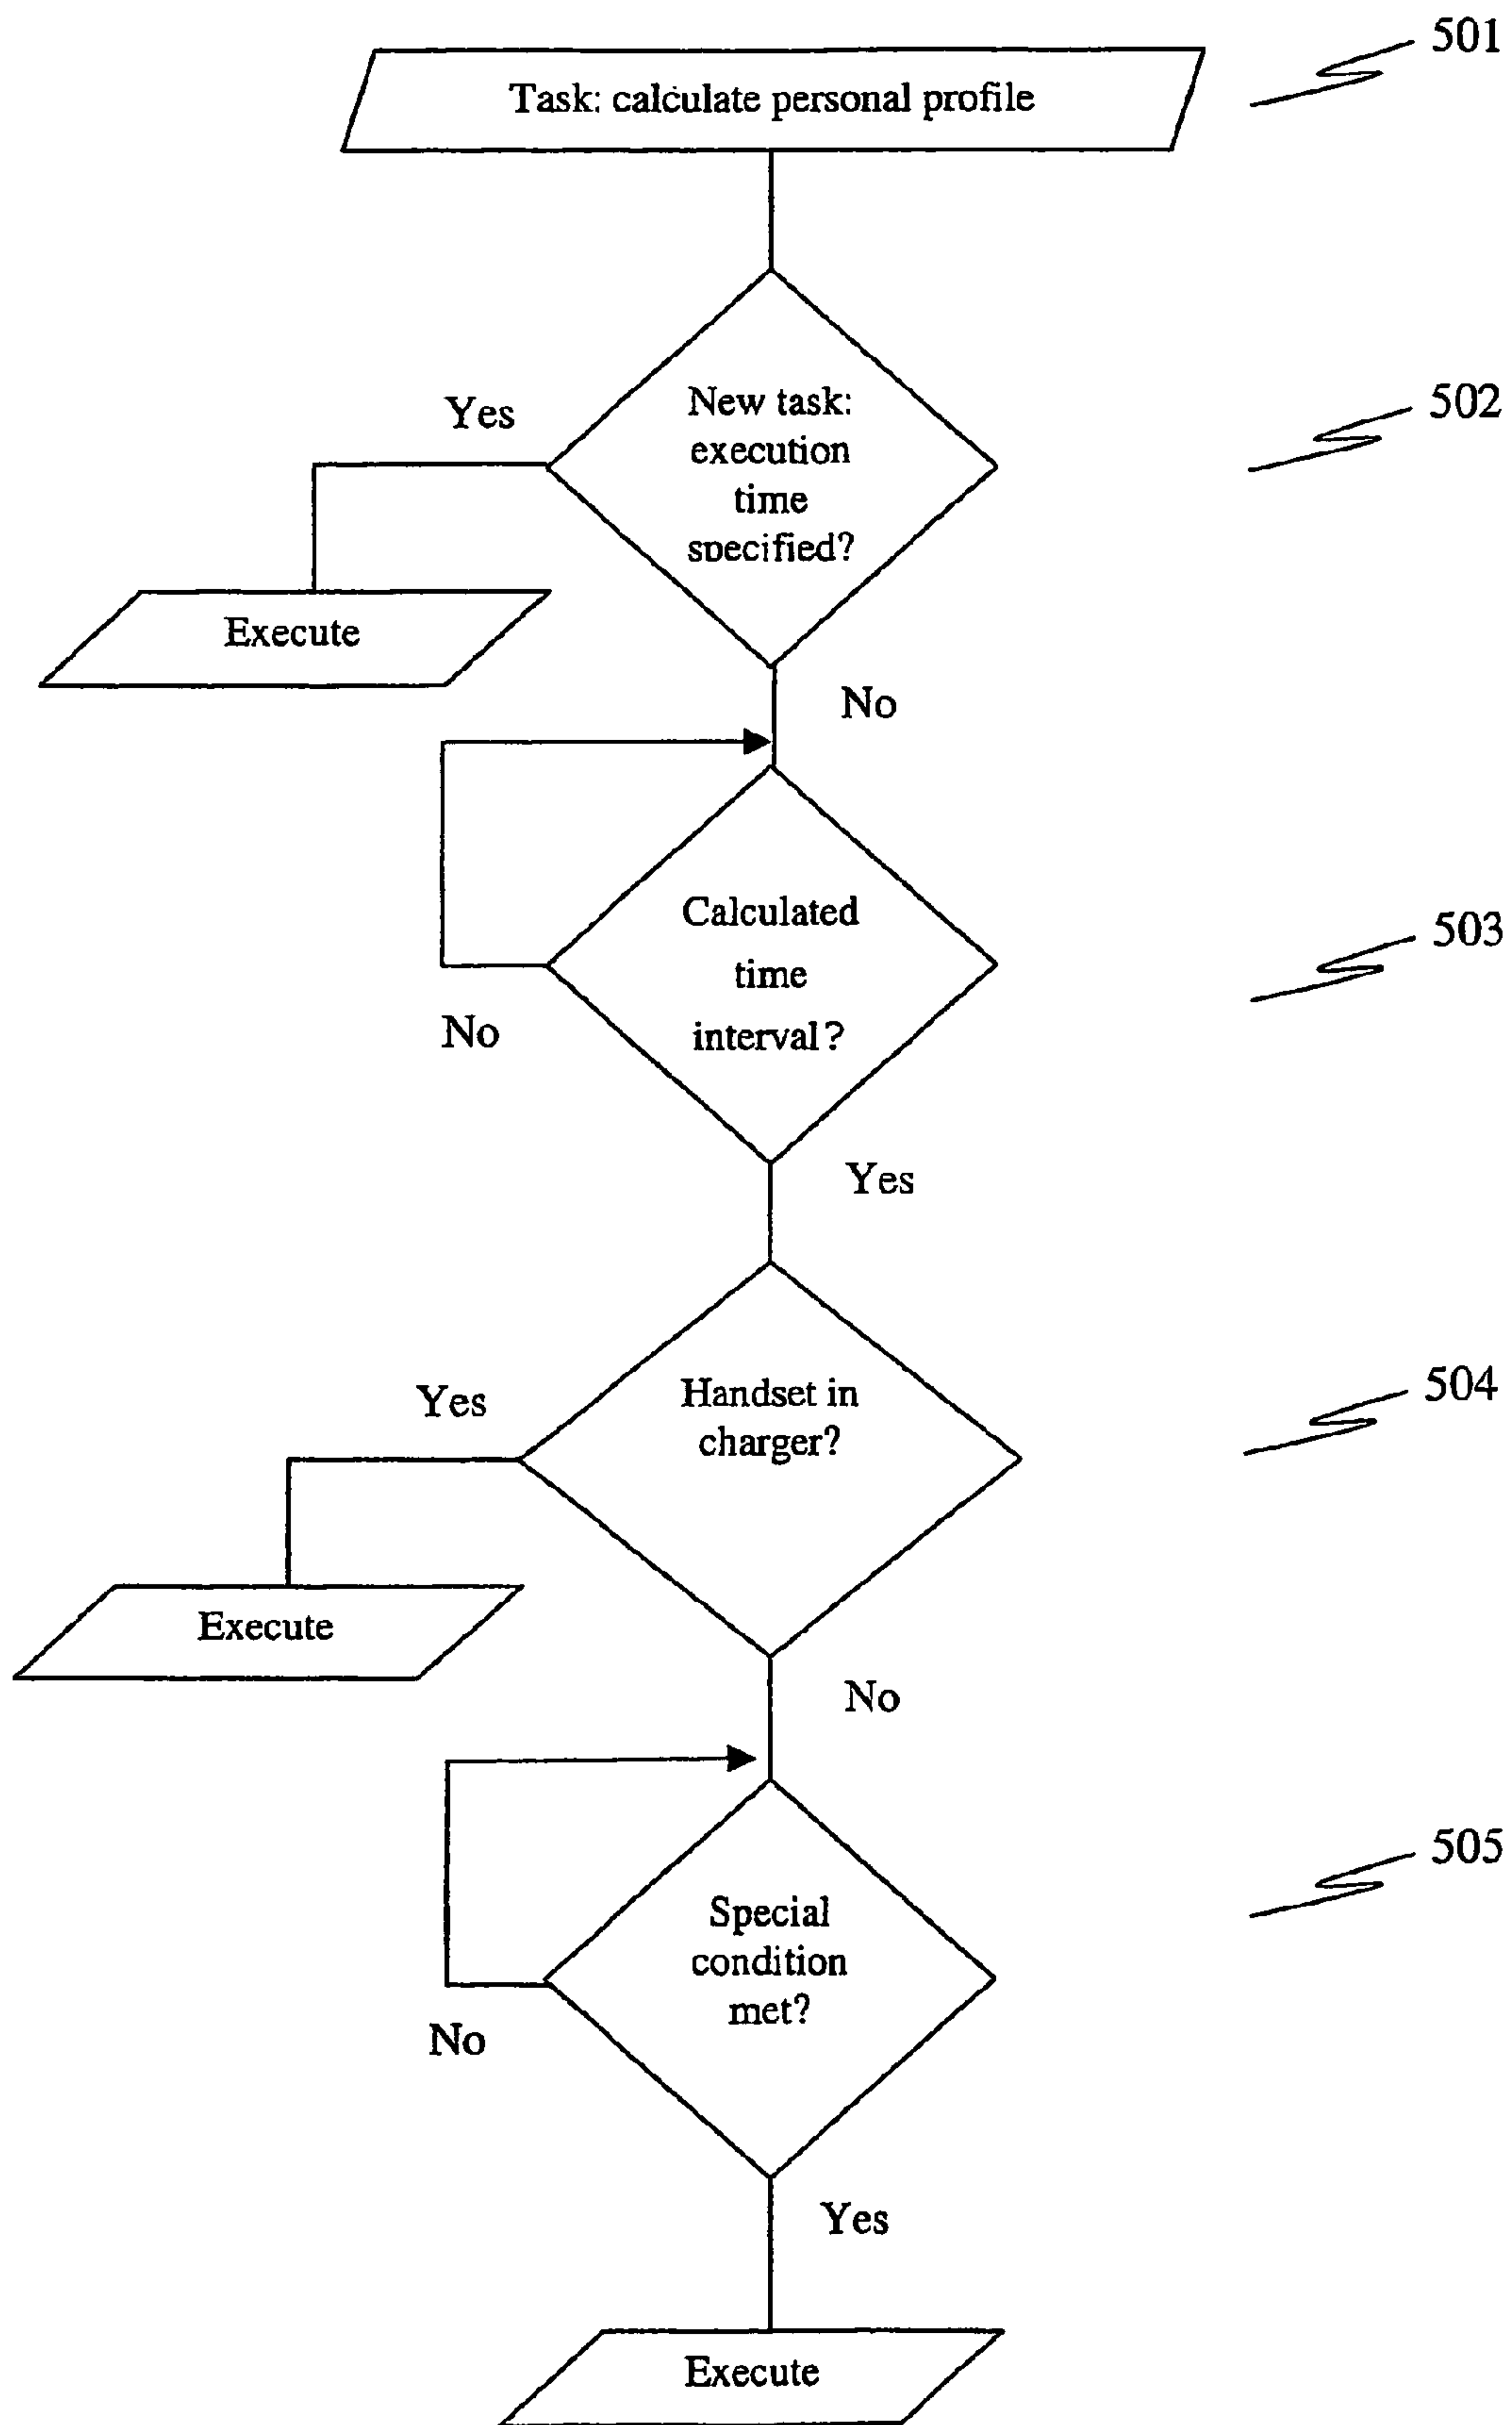 501
Task: calculate personal profile
502
Yes
New task:
execution
time
specified?
Execute
No
503
Calculated
time
interval?
No
Yes
504
Yes
Handset in
charger?
Execute
No
505
Special
condition
met?
No
Yes
Execute